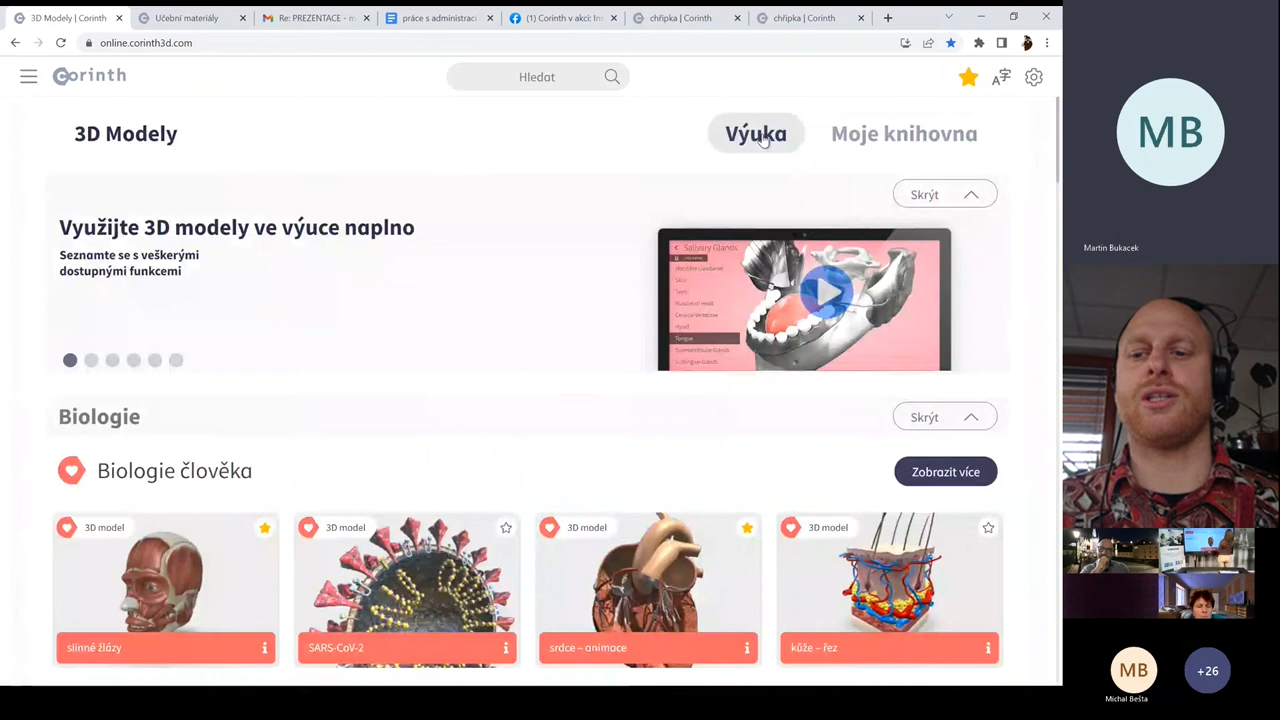 3D Modely | Corinth
Učební materiály
Re: PREZENTACE - m
práce s administrac
(1) Corinth v akci: Ins
chřipka | Corinth
chřipka | Corinth
online.corinth3d.com
corinth
Hledat
3D Modely
Výuka
Moje knihovna
Skrýt
Využijte 3D modely ve výuce naplno
Seznamte se s veškerými
dostupnými funkcemi
Salivary Glands
Tongue
Biologie
Skrýt
Biologie člověka
Zobrazit více
3D model
3D model
3D model
3D model
slinné žlázy
SARS-CoV-2
srdce – animace
kůže – řez
MB
Martin Bukacek
MB
Michal Bešta
+26